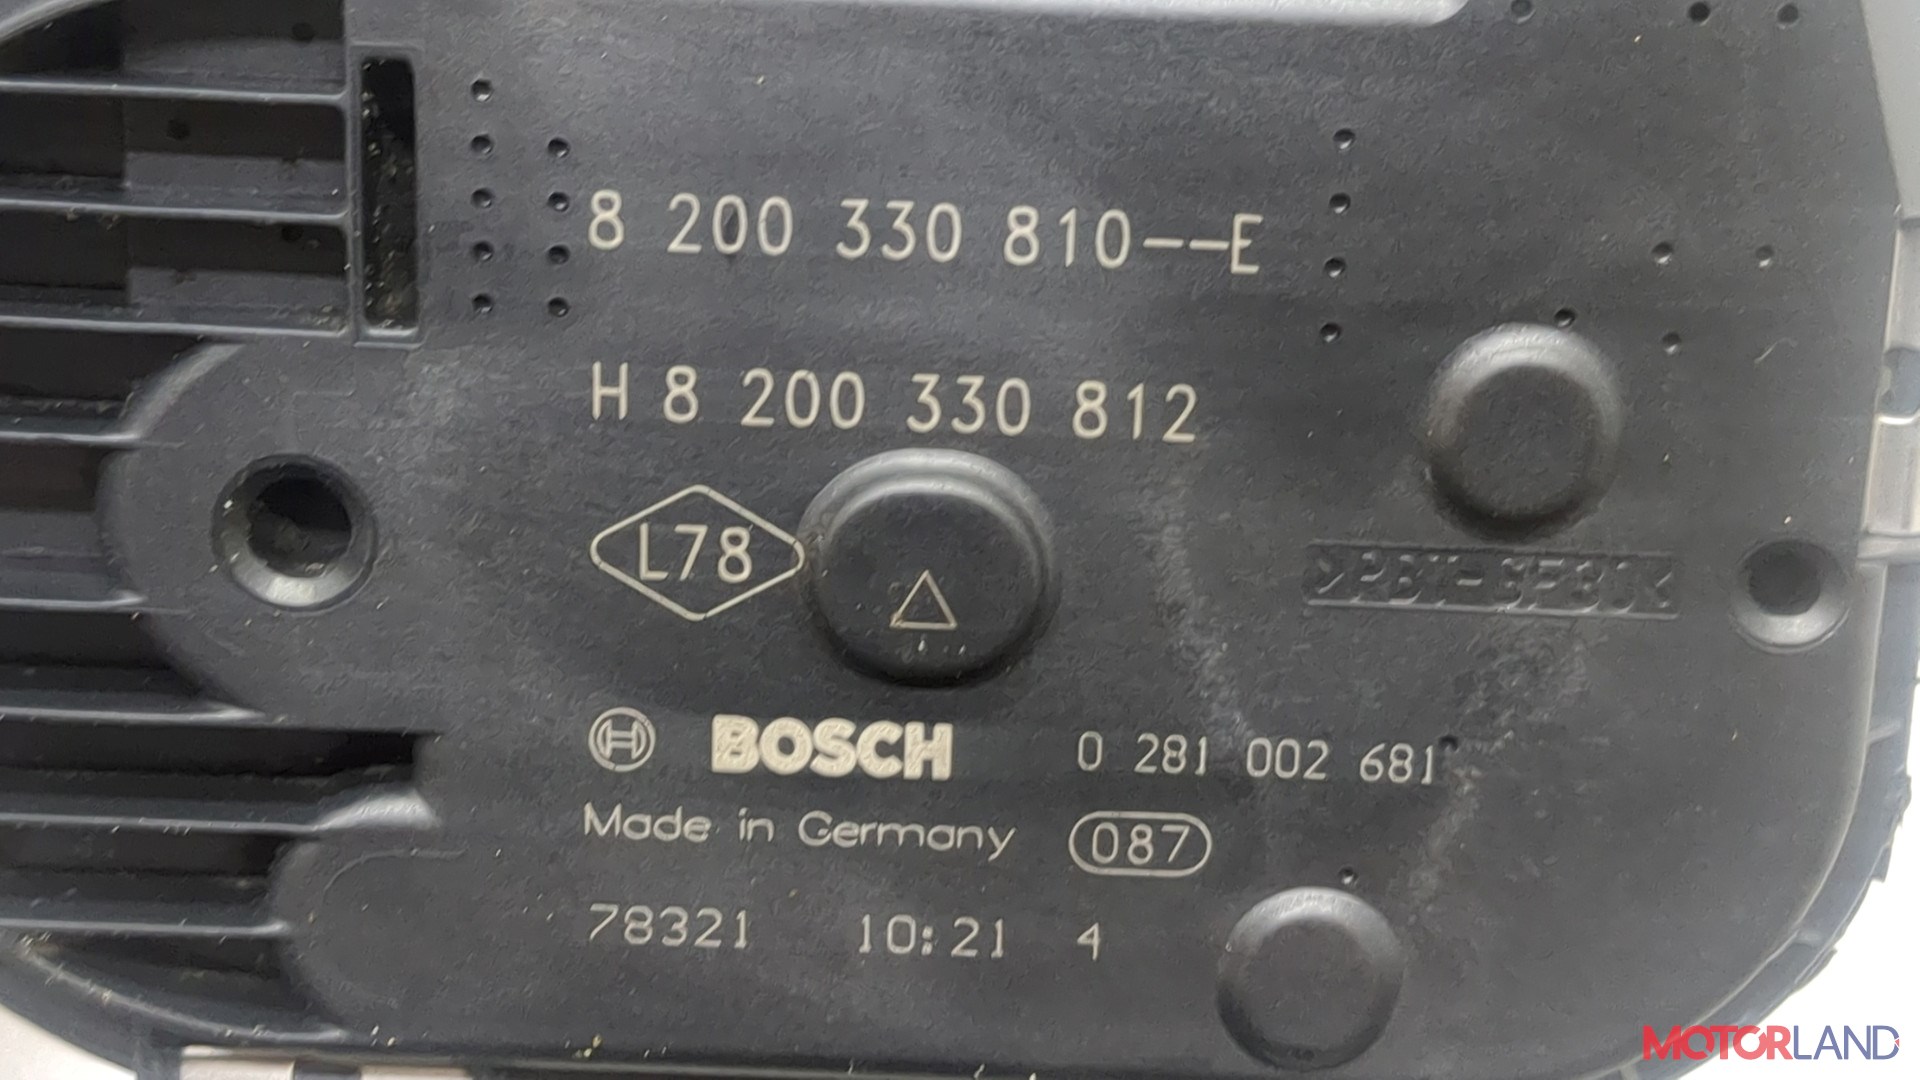 8 200 330 810--E
H 8 200 330 812
L78
BOSCH 0 281 002 681
Made in Germany 087
78321 10:21 4
>PBT-GF30<
MOTORLAND